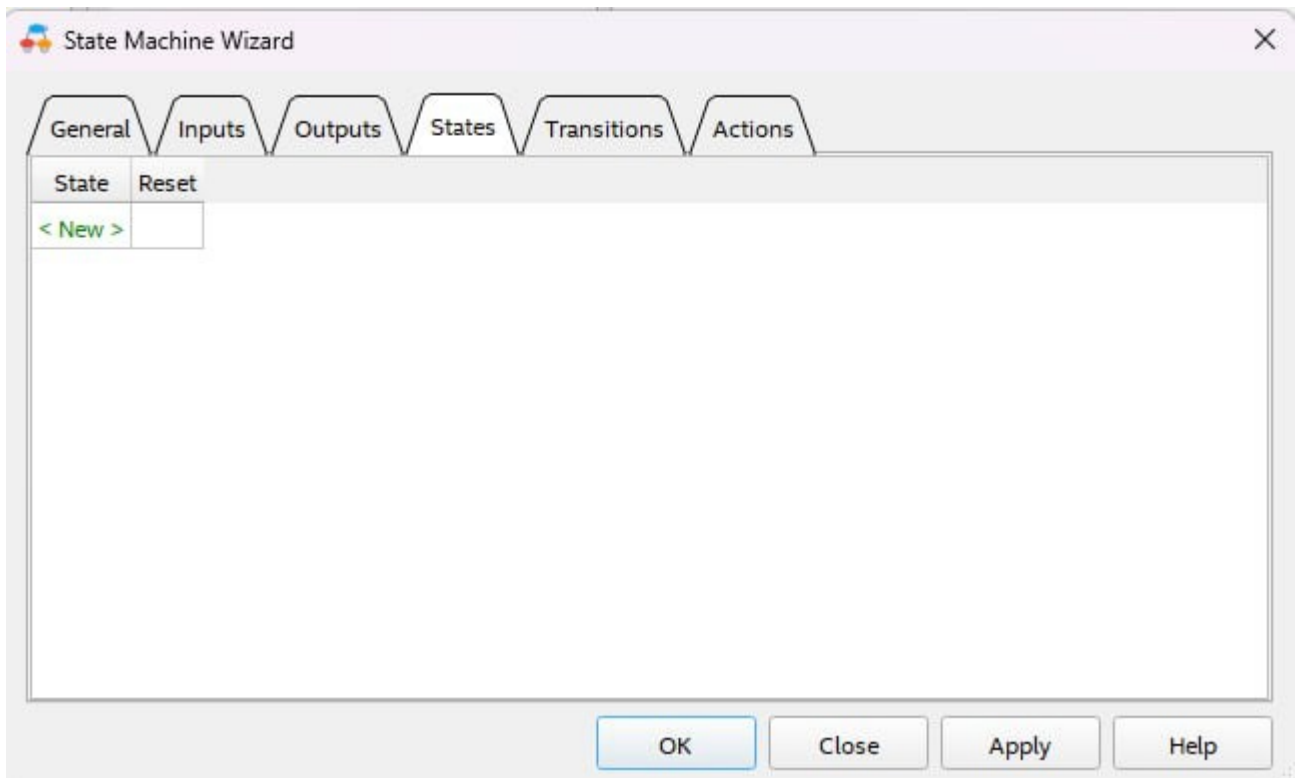 State Machine Wizard
General Inputs Outputs States Transitions Actions
State Reset
< New >
OK Close Apply Help